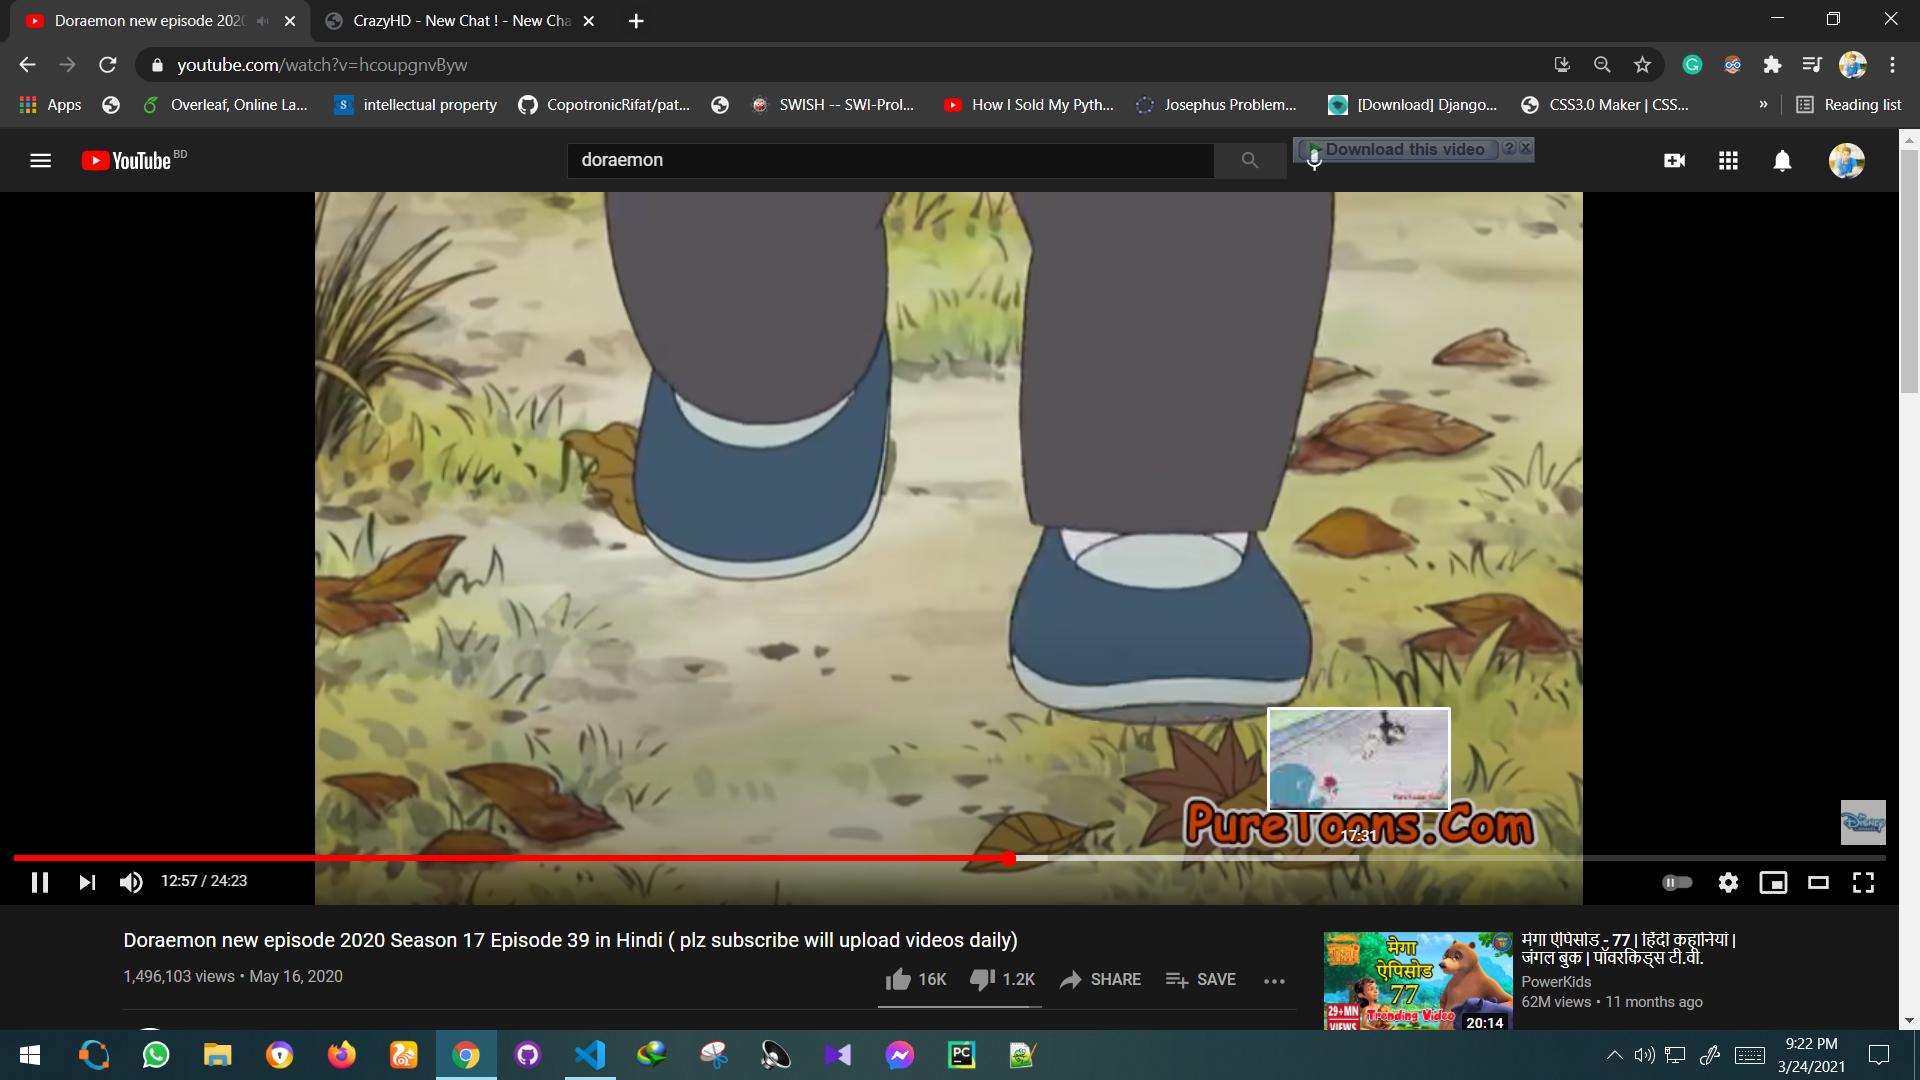 Doraemon new episode 202
CrazyHD - New Chat ! - New Cha
youtube.com/watch?v=hcoupgnvByw
Apps
Overleaf, Online La...
intellectual property
CopotronicRifat/pat...
SWISH -- SWI-Prol...
How I Sold My Pyth...
Josephus Problem...
[Download] Django...
CSS3.0 Maker | CSS...
»
Reading list
YouTube BD
doraemon
Download this video
PureToons.Com
17:31
Disney
12:57 / 24:23
Doraemon new episode 2020 Season 17 Episode 39 in Hindi ( plz subscribe will upload videos daily)
1,496,103 views • May 16, 2020
16K
1.2K
SHARE
SAVE
मेगा
ऐपिसोड
77
29+MN
VIEWS
Trending Video
20:14
मेगा ऐपिसोड - 77 | हिंदी कहानियां |
जंगल बुक | पॉवरकिड्स टी.वी.
PowerKids
62M views • 11 months ago
9:22 PM
3/24/2021